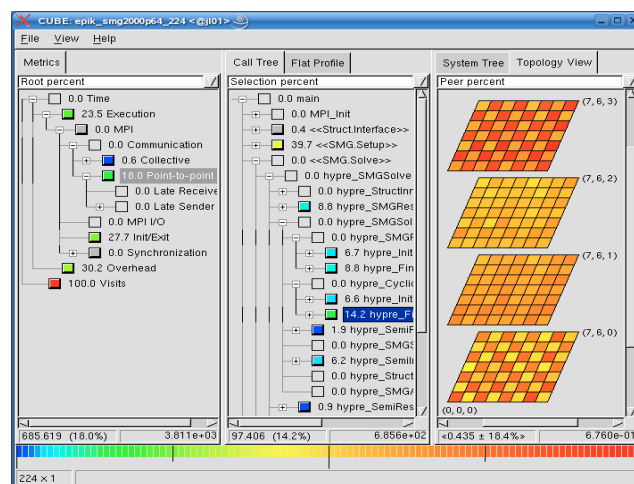 CUBE: epik_smg2000p64_224 <@jl01>
File View Help
Metrics
Call Tree Flat Profile
System Tree Topology View
Root percent
Selection percent
Peer percent
0.0 Time
23.5 Execution
0.0 MPI
0.0 Communication
0.6 Collective
18.0 Point-to-point
0.0 Late Receive
0.0 Late Sender
0.0 MPI I/O
27.7 Init/Exit
0.0 Synchronization
30.2 Overhead
100.0 Visits
0.0 main
0.0 MPI_Init
0.4 <<Struct.Interface>>
39.7 <<SMG.Setup>>
0.0 <<SMG.Solve>>
0.0 hypre_SMGSolve
0.0 hypre_StructInr
8.8 hypre_SMGRes
0.0 hypre_SMGSol
0.0 hypre_SMGF
6.7 hypre_Init
8.8 hypre_Fin
0.0 hypre_Cyclic
6.6 hypre_Init
14.2 hypre_Fi
1.9 hypre_SemiF
0.0 hypre_SMGS
6.2 hypre_SemiIn
0.0 hypre_Struct
0.0 hypre_SMGA
0.9 hypre_SemiRes
(7, 6, 3)
(7, 6, 2)
(7, 6, 1)
(7, 6, 0)
(0, 0, 0)
685.619 (18.0%) 3.811e+03
97.406 (14.2%) 6.856e+02
«0.435 ± 18.4%» 6.760e-01
224 x 1